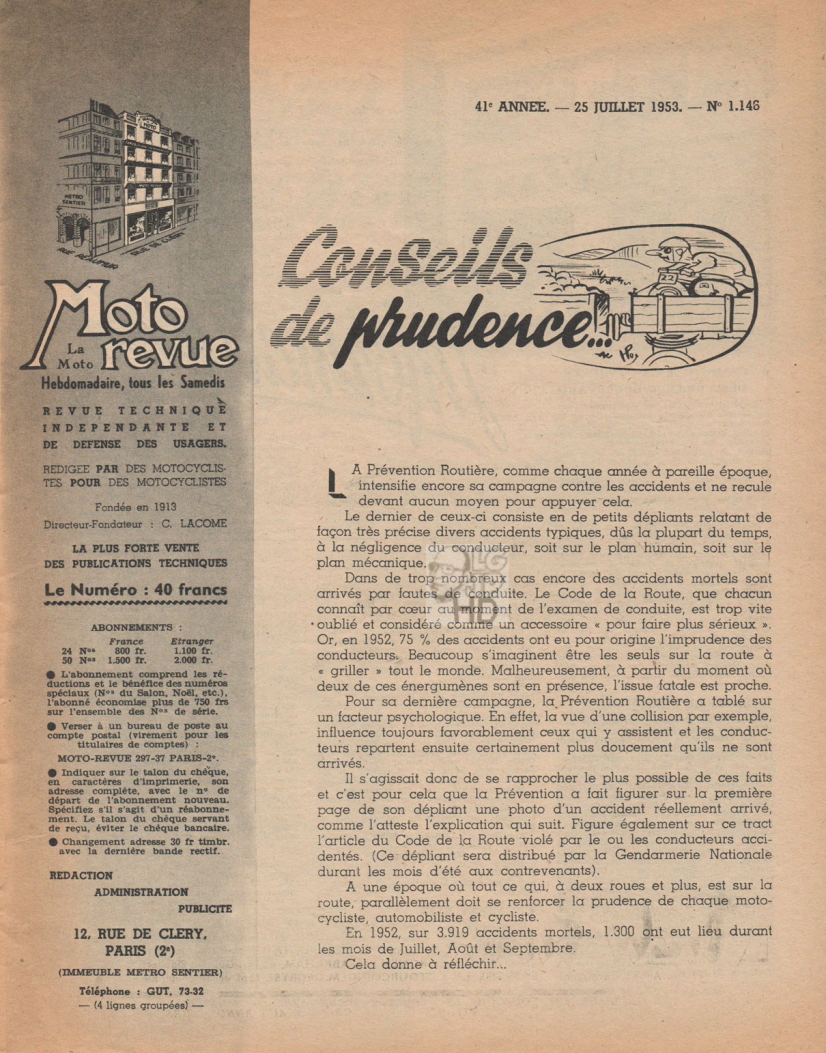 41e ANNEE. — 25 JUILLET 1953. — No 1.146
METRO
SENTIER
MOTO
RUE REAUMUR
RUE DE CLERY
Moto
La
Moto
revue
Hebdomadaire, tous les Samedis
REVUE TECHNIQUE
INDEPENDANTE ET
DE DEFENSE DES USAGERS.
REDIGEE PAR DES MOTOCYCLIS-
TES POUR DES MOTOCYCLISTES
Fondée en 1913
Directeur-Fondateur : C. LACOME
LA PLUS FORTE VENTE
DES PUBLICATIONS TECHNIQUES
Le Numéro : 40 francs
ABONNEMENTS :
France Etranger
24 Nos 800 fr. 1.100 fr.
50 Nos 1.500 fr. 2.000 fr.
● L'abonnement comprend les ré-
ductions et le bénéfice des numéros
spéciaux (Nos du Salon, Noël, etc.),
l'abonné économise plus de 750 frs
sur l'ensemble des Nos de série.
● Verser à un bureau de poste au
compte postal (virement pour les
titulaires de comptes) :
MOTO-REVUE 297-37 PARIS-2e.
● Indiquer sur le talon du chèque,
en caractères d'imprimerie, son
adresse complète, avec le no de
départ de l'abonnement nouveau.
Spécifiez s'il s'agit d'un réabonne-
ment. Le talon du chèque servant
de reçu, éviter le chèque bancaire.
● Changement adresse 30 fr timbr.
avec la dernière bande rectif.
REDACTION
ADMINISTRATION
PUBLICITE
12, RUE DE CLERY,
PARIS (2e)
(IMMEUBLE METRO SENTIER)
Téléphone : GUT, 73-32
— (4 lignes groupées) —
Conseils
de prudence...
22
LA Prévention Routière, comme chaque année à pareille époque,
intensifie encore sa campagne contre les accidents et ne recule
devant aucun moyen pour appuyer cela.
Le dernier de ceux-ci consiste en de petits dépliants relatant de
façon très précise divers accidents typiques, dûs la plupart du temps,
à la négligence du conducteur, soit sur le plan humain, soit sur le
plan mécanique.
Dans de trop nombreux cas encore des accidents mortels sont
arrivés par fautes de conduite. Le Code de la Route, que chacun
connaît par cœur au moment de l'examen de conduite, est trop vite
oublié et considéré comme un accessoire « pour faire plus sérieux ».
Or, en 1952, 75 % des accidents ont eu pour origine l'imprudence des
conducteurs. Beaucoup s'imaginent être les seuls sur la route à
« griller » tout le monde. Malheureusement, à partir du moment où
deux de ces énergumènes sont en présence, l'issue fatale est proche.
Pour sa dernière campagne, la Prévention Routière a tablé sur
un facteur psychologique. En effet, la vue d'une collision par exemple,
influence toujours favorablement ceux qui y assistent et les conduc-
teurs repartent ensuite certainement plus doucement qu'ils ne sont
arrivés.
Il s'agissait donc de se rapprocher le plus possible de ces faits
et c'est pour cela que la Prévention a fait figurer sur la première
page de son dépliant une photo d'un accident réellement arrivé,
comme l'atteste l'explication qui suit. Figure également sur ce tract
l'article du Code de la Route violé par le ou les conducteurs acci-
dentés. (Ce dépliant sera distribué par la Gendarmerie Nationale
durant les mois d'été aux contrevenants).
A une époque où tout ce qui, à deux roues et plus, est sur la
route, parallèlement doit se renforcer la prudence de chaque moto-
cycliste, automobiliste et cycliste.
En 1952, sur 3.919 accidents mortels, 1.300 ont eut lieu durant
les mois de Juillet, Août et Septembre.
Cela donne à réfléchir...
LG
HD